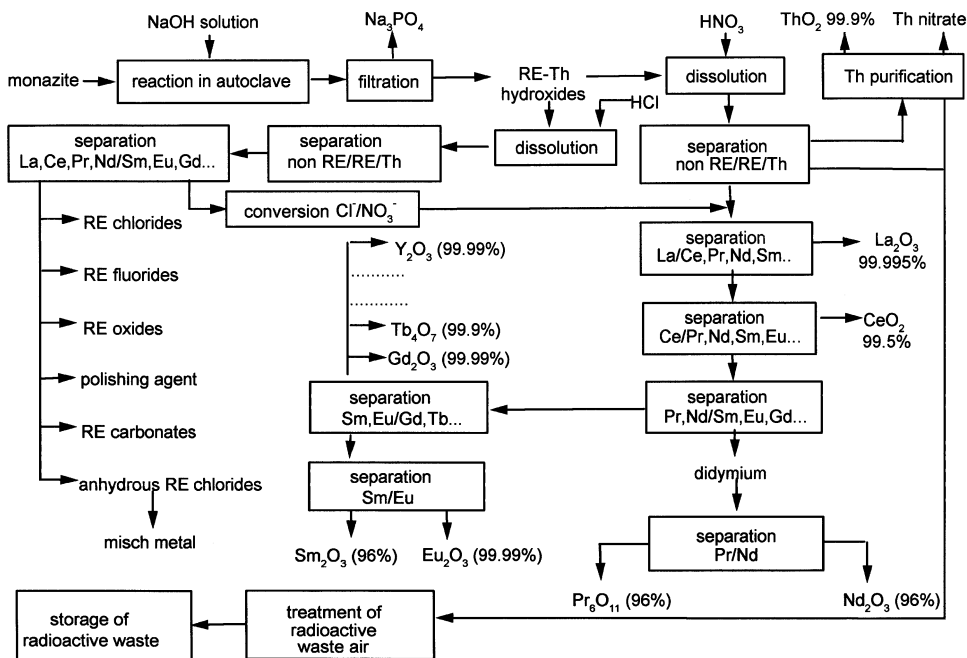 NaOH solution
Na₃PO₄
HNO₃
ThO₂ 99.9%
Th nitrate
monazite
reaction in autoclave
filtration
RE-Th
hydroxides
dissolution
Th purification
HCl
separation
La,Ce,Pr,Nd/Sm,Eu,Gd...
separation
non RE/RE/Th
dissolution
separation
non RE/RE/Th
conversion Cl⁻/NO₃⁻
RE chlorides
RE fluorides
RE oxides
polishing agent
RE carbonates
anhydrous RE chlorides
misch metal
Y₂O₃ (99.99%)
............
............
Tb₄O₇ (99.9%)
Gd₂O₃ (99.99%)
separation
La/Ce,Pr,Nd,Sm..
La₂O₃
99.995%
separation
Ce/Pr,Nd,Sm,Eu...
CeO₂
99.5%
separation
Sm,Eu/Gd,Tb...
separation
Pr,Nd/Sm,Eu,Gd...
separation
Sm/Eu
didymium
Sm₂O₃ (96%)
Eu₂O₃ (99.99%)
separation
Pr/Nd
Pr₆O₁₁ (96%)
Nd₂O₃ (96%)
storage of
radioactive waste
treatment of
radioactive
waste air